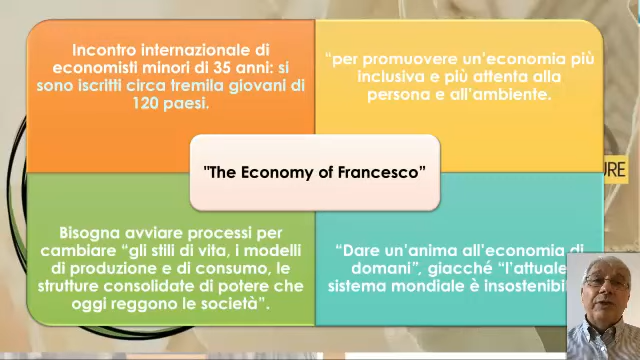 Incontro internazionale di
economisti minori di 35 anni: si
sono iscritti circa tremila giovani di
120 paesi.
“per promuovere un’economia più
inclusiva e più attenta alla
persona e all’ambiente.
"The Economy of Francesco”
Bisogna avviare processi per
cambiare “gli stili di vita, i modelli
di produzione e di consumo, le
strutture consolidate di potere che
oggi reggono le società”.
“Dare un’anima all’economia di
domani”, giacché “l’attuale
sistema mondiale è